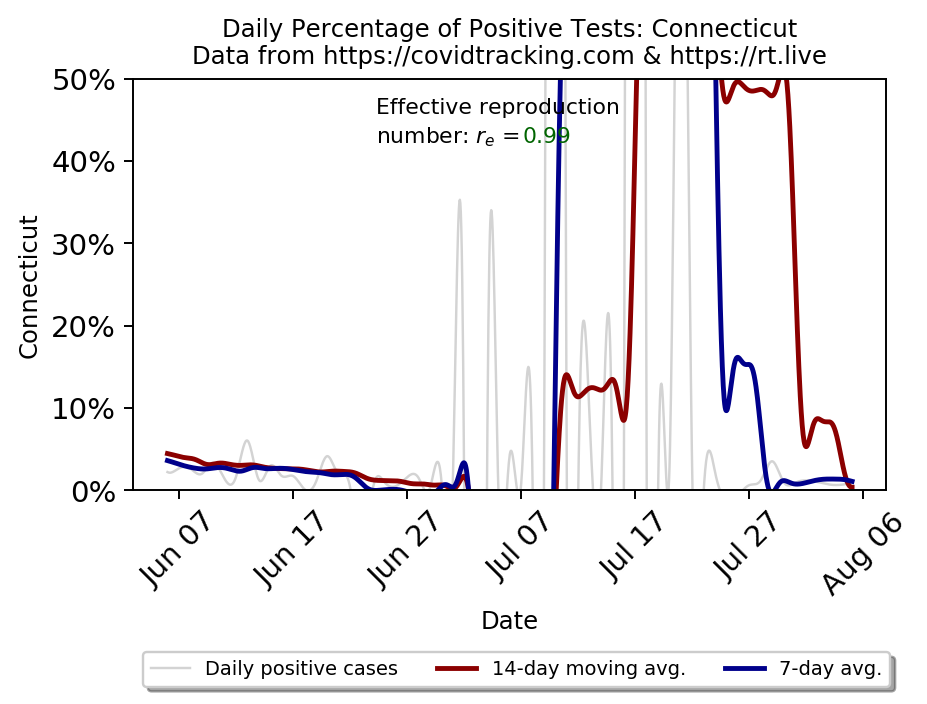 Daily Percentage of Positive Tests: Connecticut
Data from https://covidtracking.com & https://rt.live
Effective reproduction
number: rₑ =0.99
50%
40%
30%
20%
10%
0%
Connecticut
Jun 07
Jun 17
Jun 27
Jul 07
Jul 17
Jul 27
Aug 06
Date
Daily positive cases
14-day moving avg.
7-day avg.